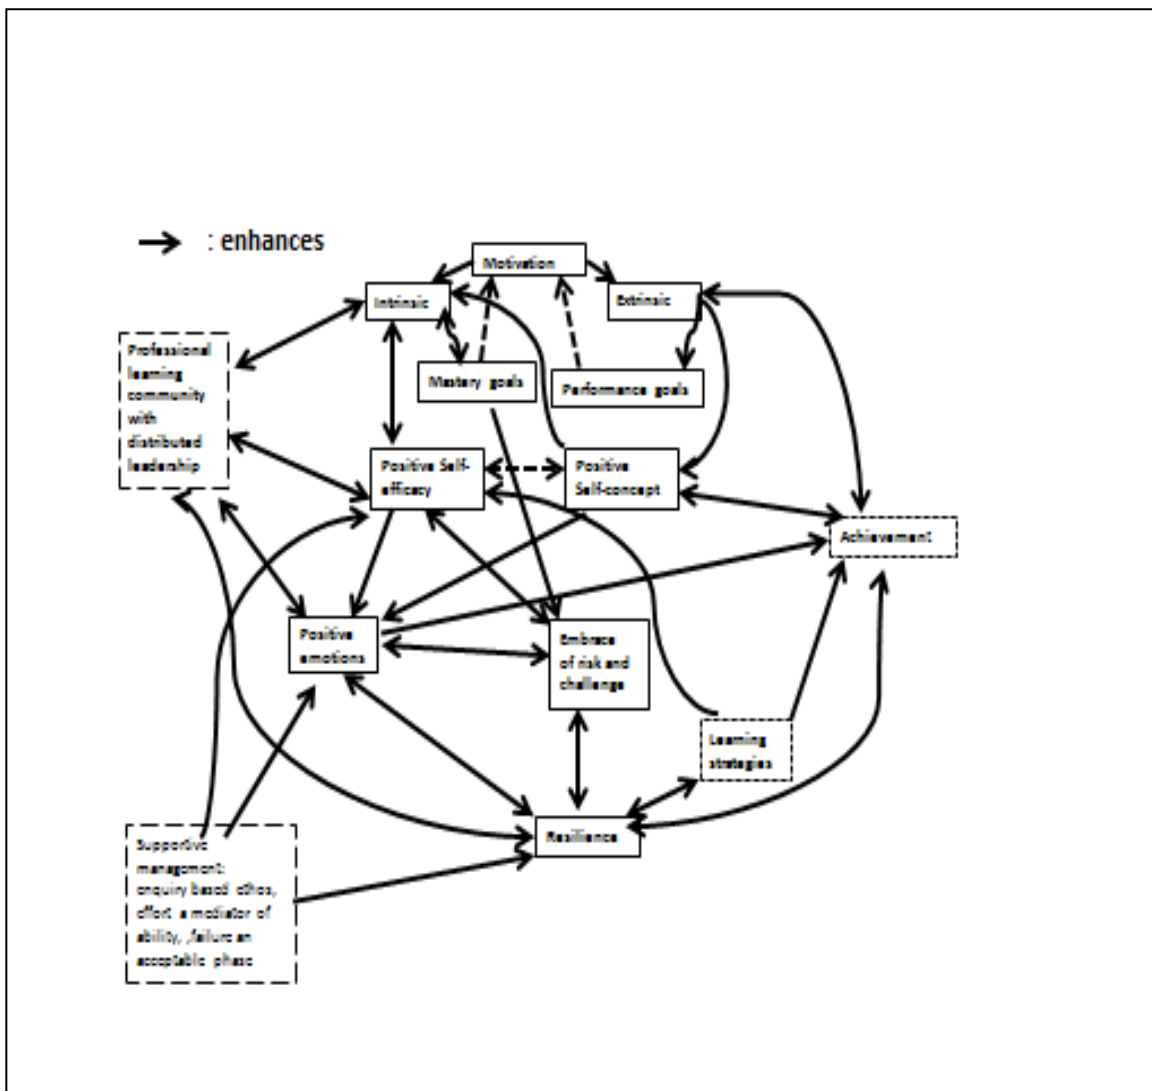 : enhances
Motivation
Intrinsic
Extrinsic
Professional
learning
community
with
distributed
leadership
Mastery goals
Performance goals
Positive Self-
efficacy
Positive
Self-concept
Achievement
Positive
emotions
Embrace
of risk and
challenge
Learning
strategies
Resilience
Supportive
management:
enquiry based ethos,
effort a mediator of
ability, ,failure an
acceptable phase